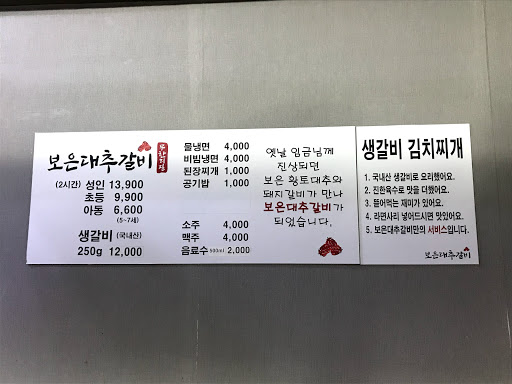 보은대추갈비 무한리필
(2시간) 성인 13,900
초등 9,900
아동 6,600
(5~7세)
생갈비 (국내산)
250g 12,000
물냉면 4,000
비빔냉면 4,000
된장찌개 1,000
공기밥 1,000
소주 4,000
맥주 4,000
음료수 500ml 2,000
옛날 임금님께
진상되면
보은 황토대추와
돼지갈비가 만나
보은대추갈비가
되었습니다.
생갈비 김치찌개
1. 국내산 생갈비로 요리했어요.
2. 진한육수로 맛을 더했어요.
3. 뜯어먹는 재미가 있어요.
4. 라면사리 넣어드시면 맛있어요.
5. 보은대추갈비만의 서비스입니다.
보은대추갈비